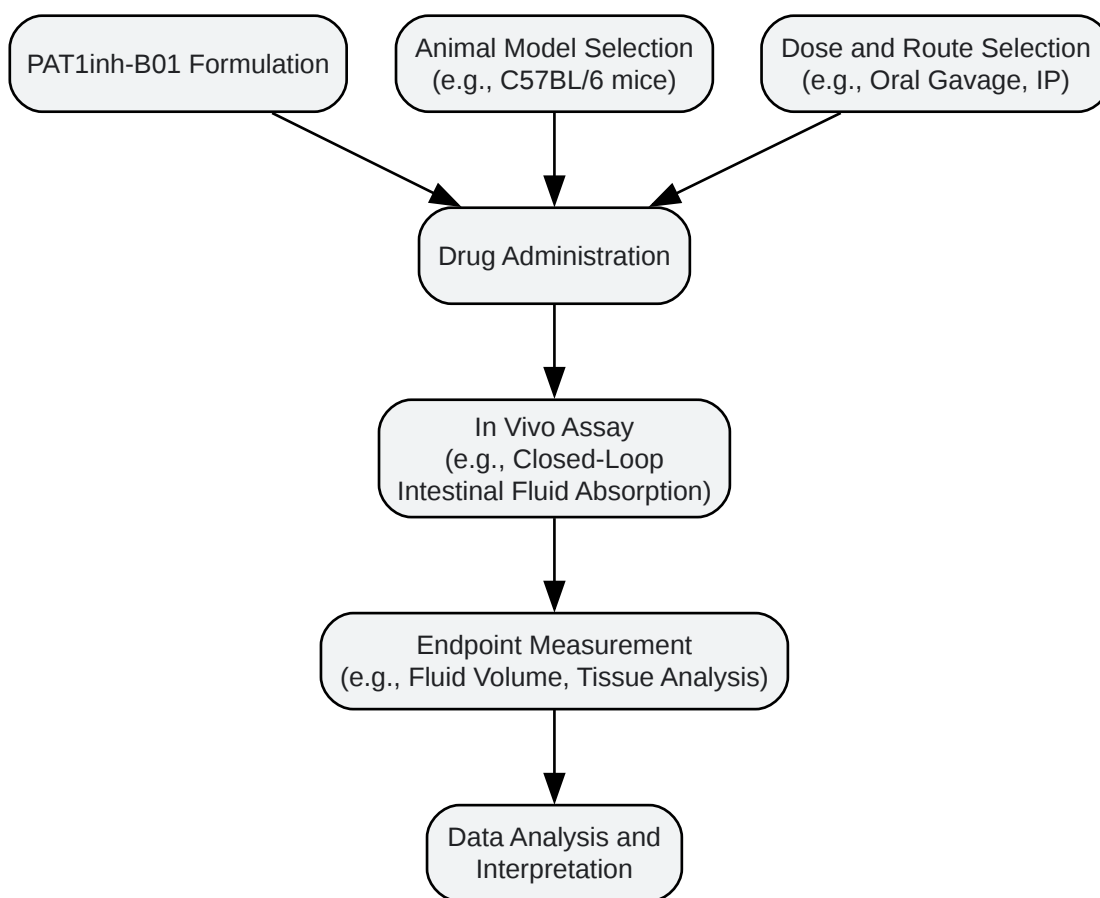 PAT1inh-B01 Formulation
Animal Model Selection
(e.g., C57BL/6 mice)
Dose and Route Selection
(e.g., Oral Gavage, IP)
Drug Administration
In Vivo Assay
(e.g., Closed-Loop
Intestinal Fluid Absorption)
Endpoint Measurement
(e.g., Fluid Volume, Tissue Analysis)
Data Analysis and
Interpretation